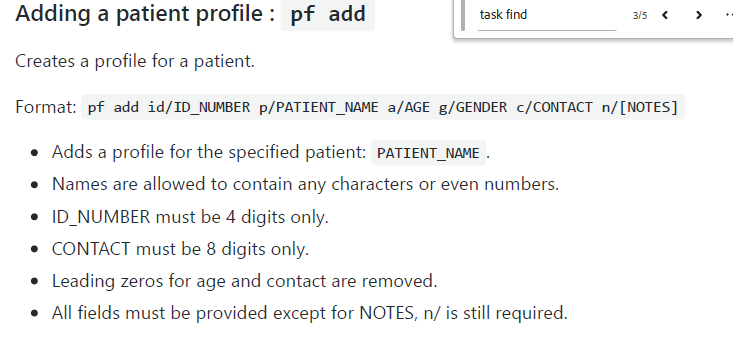 Adding a patient profile : pf add
task find
3/5
Creates a profile for a patient.
Format: pf add id/ID_NUMBER p/PATIENT_NAME a/AGE g/GENDER c/CONTACT n/[NOTES]
Adds a profile for the specified patient: PATIENT_NAME.
Names are allowed to contain any characters or even numbers.
ID_NUMBER must be 4 digits only.
CONTACT must be 8 digits only.
Leading zeros for age and contact are removed.
All fields must be provided except for NOTES, n/ is still required.